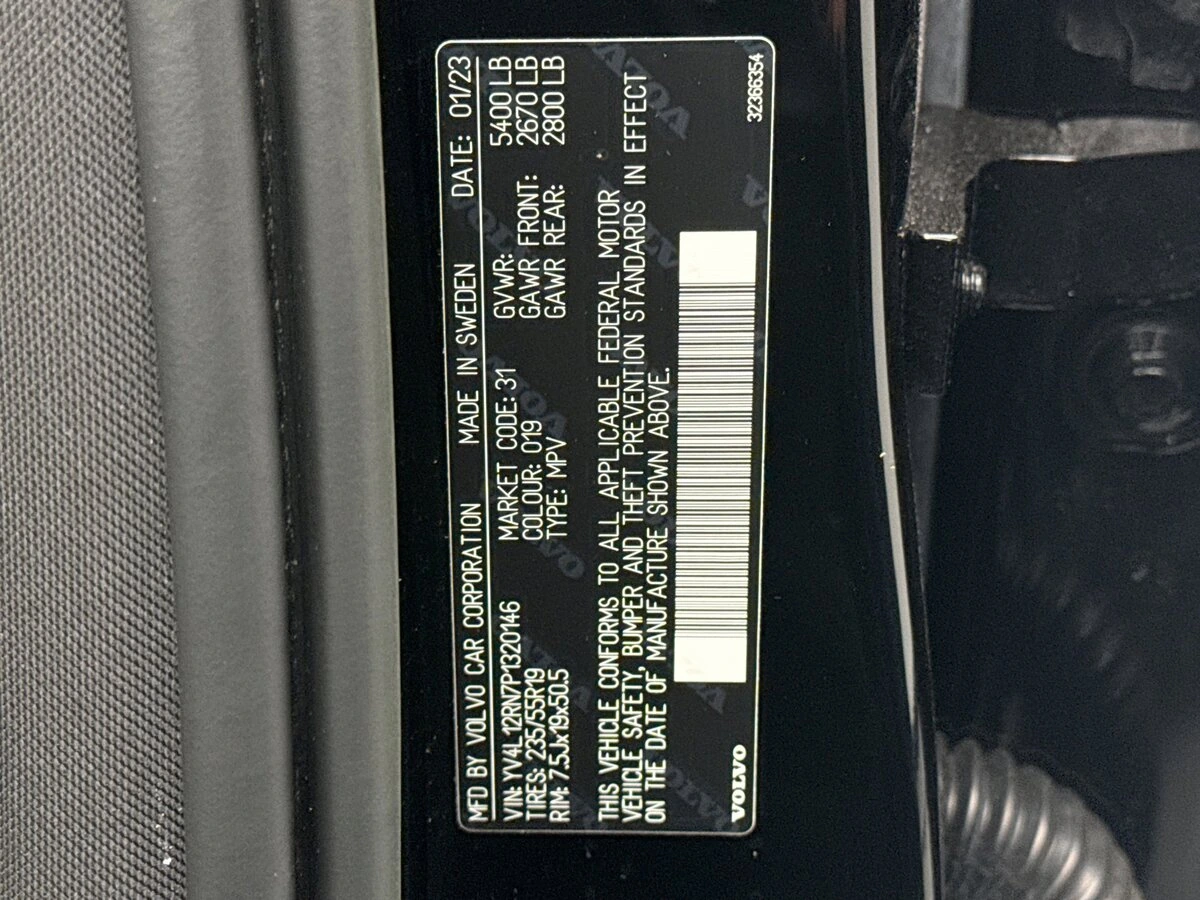 MFD BY VOLVO CAR CORPORATION MADE IN SWEDEN DATE: 01/23
VIN: YV4L12RN7P1320146 MARKET CODE: 31 GVWR: 5400 LB
TIRES: 235/55R19 COLOUR: 019 GAWR FRONT: 2670 LB
RIM: 7.5Jx19x50.5 TYPE: MPV GAWR REAR: 2800 LB
THIS VEHICLE CONFORMS TO ALL APPLICABLE FEDERAL MOTOR
VEHICLE SAFETY, BUMPER AND THEFT PREVENTION STANDARDS IN EFFECT
ON THE DATE OF MANUFACTURE SHOWN ABOVE.
VOLVO 32366354